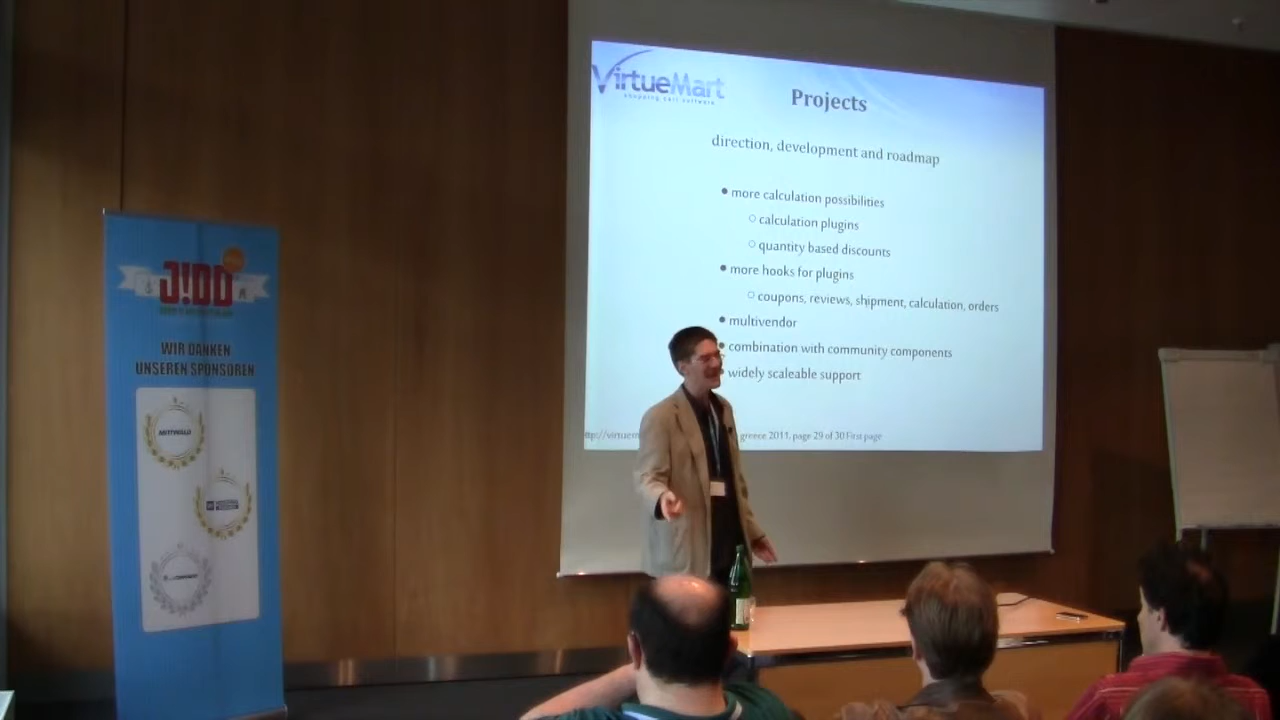 J!DD
WIR DANKEN
UNSEREN SPONSOREN
MITTWALD
VirtueMart
shopping cart software
Projects
direction, development and roadmap
more calculation possibilities
calculation plugins
quantity based discounts
more hooks for plugins
coupons, reviews, shipment, calculation, orders
multivendor
combination with community components
widely scaleable support
greece 2011, page 29 of 30 First page